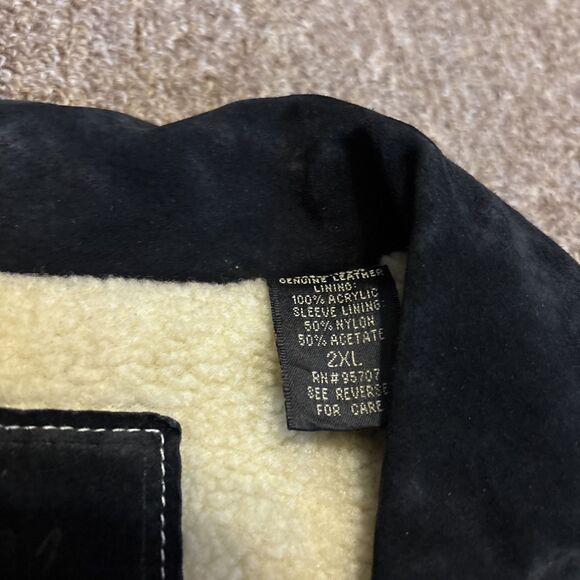 GENUINE LEATHER
LINING:
100% ACRYLIC
SLEEVE LINING:
50% NYLON
50% ACETATE
2XL
RN#95707
SEE REVERSE
FOR CARE